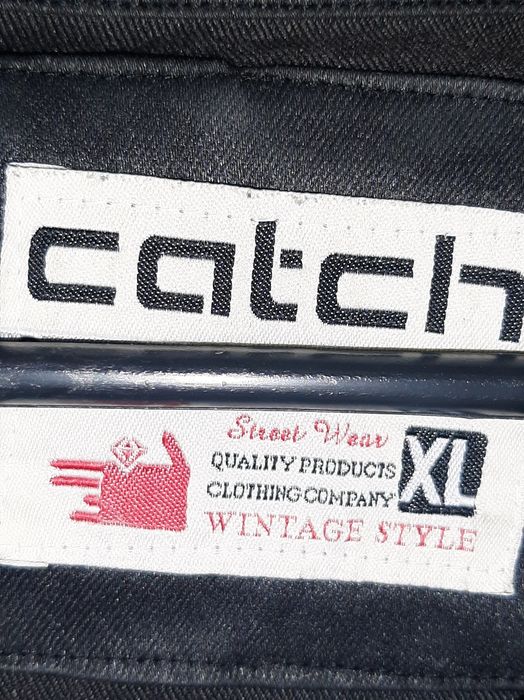 catch
Street Wear
QUALITY PRODUCTS
CLOTHING COMPANY
XL
WINTAGE STYLE